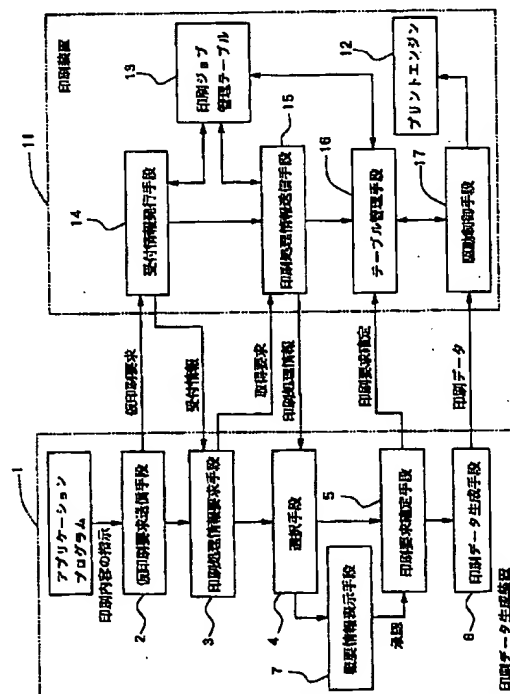 1
アプリケーション
プログラム
印刷内容の指示
仮印刷要求送信手段
2
印刷処理情報要求手段
3
選択手段
4
概要情報表示手段
7
承認
印刷要求確定手段
5
印刷データ生成手段
6
印刷データ生成装置
仮印刷要求
受付情報
取得要求
印刷処理情報
印刷要求確定
印刷データ
11
印刷装置
受付情報発行手段
14
印刷ジョブ
管理テーブル
13
印刷処理情報送信手段
15
テーブル管理手段
16
プリントエンジン
12
駆動制御手段
17